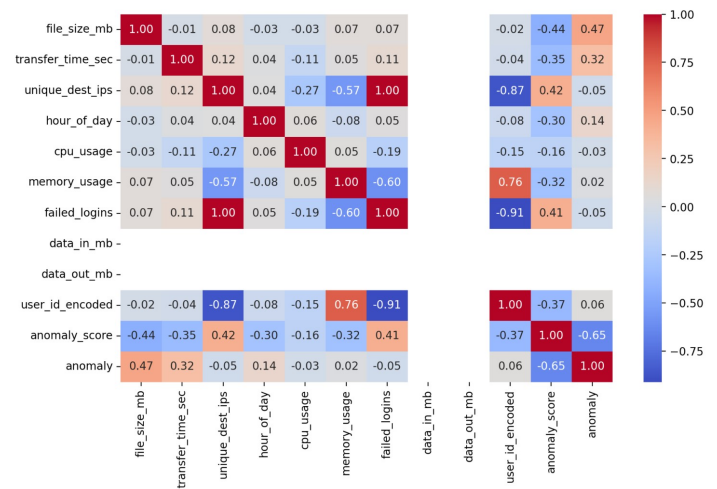 file_size_mb 1.00 -0.01 0.08 -0.03 -0.03 0.07 0.07 -0.02 -0.44 0.47
transfer_time_sec -0.01 1.00 0.12 0.04 -0.11 0.05 0.11 -0.04 -0.35 0.32
unique_dest_ips 0.08 0.12 1.00 0.04 -0.27 -0.57 1.00 -0.87 0.42 -0.05
hour_of_day -0.03 0.04 0.04 1.00 0.06 -0.08 0.05 -0.08 -0.30 0.14
cpu_usage -0.03 -0.11 -0.27 0.06 1.00 0.05 -0.19 -0.15 -0.16 -0.03
memory_usage 0.07 0.05 -0.57 -0.08 0.05 1.00 -0.60 0.76 -0.32 0.02
failed_logins 0.07 0.11 1.00 0.05 -0.19 -0.60 1.00 -0.91 0.41 -0.05
data_in_mb
data_out_mb
user_id_encoded -0.02 -0.04 -0.87 -0.08 -0.15 0.76 -0.91 1.00 -0.37 0.06
anomaly_score -0.44 -0.35 0.42 -0.30 -0.16 -0.32 0.41 -0.37 1.00 -0.65
anomaly 0.47 0.32 -0.05 0.14 -0.03 0.02 -0.05 0.06 -0.65 1.00
file_size_mb
transfer_time_sec
unique_dest_ips
hour_of_day
cpu_usage
memory_usage
failed_logins
data_in_mb
data_out_mb
user_id_encoded
anomaly_score
anomaly
1.00
0.75
0.50
0.25
0.00
−0.25
−0.50
−0.75